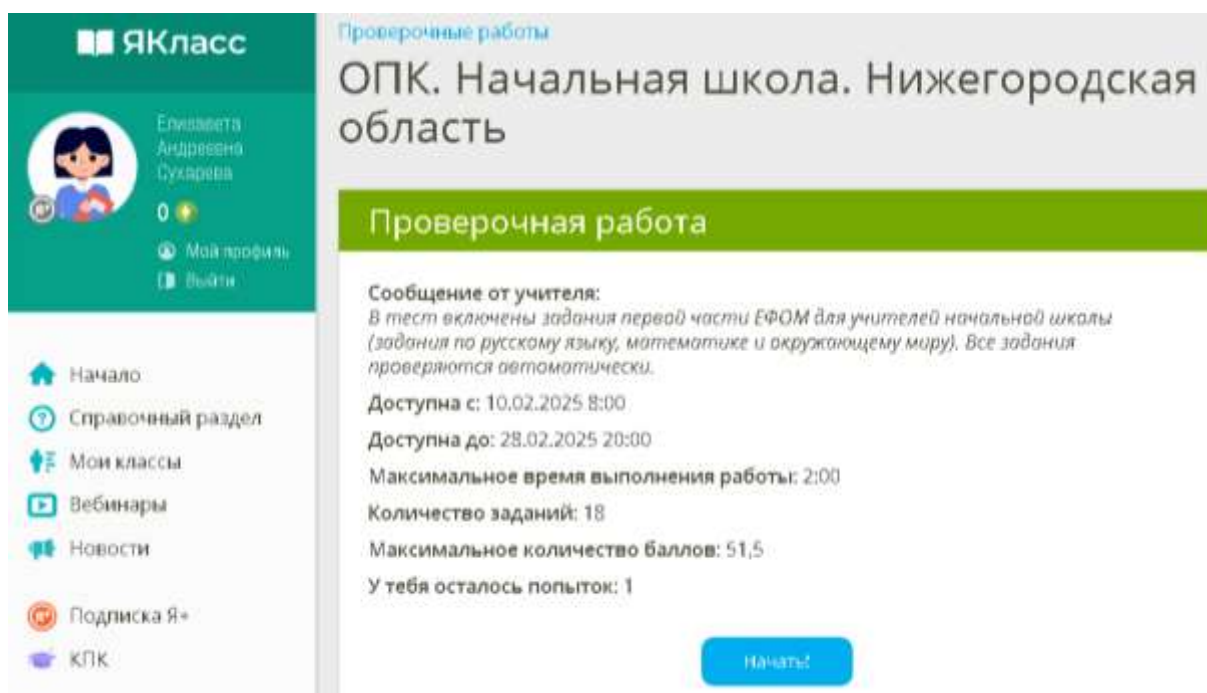 ЯКласс
Елизавета
Андреевна
Сухарева
0
Мой профиль
Выйти
Начало
Справочный раздел
Мои классы
Вебинары
Новости
Подписка Я+
КПК
Проверочные работы
ОПК. Начальная школа. Нижегородская
область
Проверочная работа
Сообщение от учителя:
В тест включены задания первой части ЕФОМ для учителей начальной школы
(задания по русскому языку, математике и окружающему миру). Все задания
проверяются автоматически.
Доступна с: 10.02.2025 8:00
Доступна до: 28.02.2025 20:00
Максимальное время выполнения работы: 2:00
Количество заданий: 18
Максимальное количество баллов: 51,5
У тебя осталось попыток: 1
Начать!